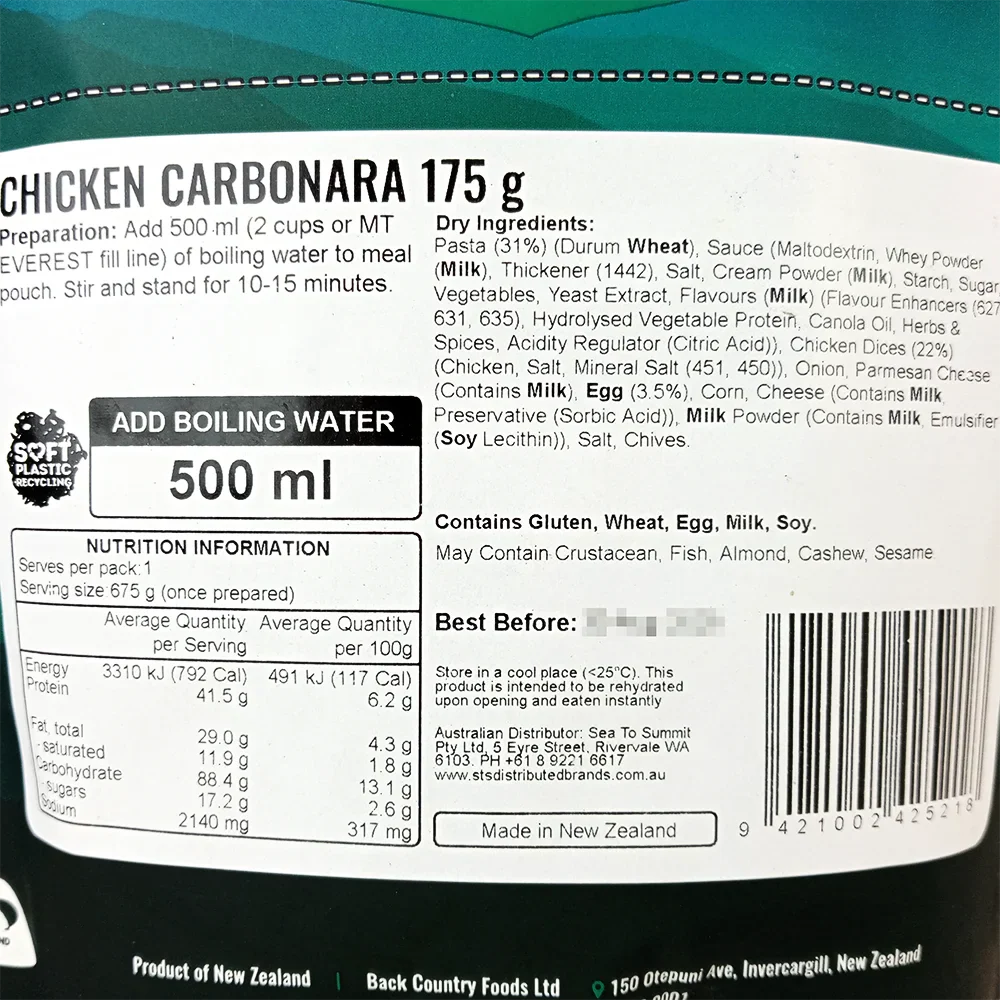 CHICKEN CARBONARA 175 g
Preparation: Add 500 ml (2 cups or MT
EVEREST fill line) of boiling water to meal
pouch. Stir and stand for 10-15 minutes.
Dry Ingredients:
Pasta (31%) (Durum Wheat), Sauce (Maltodextrin, Whey Powder
(Milk), Thickener (1442), Salt, Cream Powder (Milk), Starch, Sugar,
Vegetables, Yeast Extract, Flavours (Milk) (Flavour Enhancers (627
631, 635), Hydrolysed Vegetable Protein, Canola Oil, Herbs &
Spices, Acidity Regulator (Citric Acid)), Chicken Dices (22%)
(Chicken, Salt, Mineral Salt (451, 450)), Onion, Parmesan Cheese
(Contains Milk), Egg (3.5%), Corn, Cheese (Contains Milk,
Preservative (Sorbic Acid)), Milk Powder (Contains Milk, Emulsifier
(Soy Lecithin)), Salt, Chives.
SOFT
PLASTIC
RECYCLING
ADD BOILING WATER
500 ml
Contains Gluten, Wheat, Egg, Milk, Soy.
May Contain Crustacean, Fish, Almond, Cashew, Sesame
NUTRITION INFORMATION
Serves per pack:1
Serving size:675 g (once prepared)
Average Quantity per Serving Average Quantity per 100g
Energy 3310 kJ (792 Cal) 491 kJ (117 Cal)
Protein 41.5 g 6.2 g
Fat, total 29.0 g 4.3 g
- saturated 11.9 g 1.8 g
Carbohydrate 88.4 g 13.1 g
- sugars 17.2 g 2.6 g
Sodium 2140 mg 317 mg
Best Before:
Store in a cool place (<25°C). This
product is intended to be rehydrated
upon opening and eaten instantly
Australian Distributor: Sea To Summit
Pty Ltd, 5 Eyre Street, Rivervale WA
6103. PH +61 8 9221 6617
www.stsdistributedbrands.com.au
Made in New Zealand
9 421002 425218
Product of New Zealand | Back Country Foods Ltd 150 Otepuni Ave, Invercargill, New Zealand